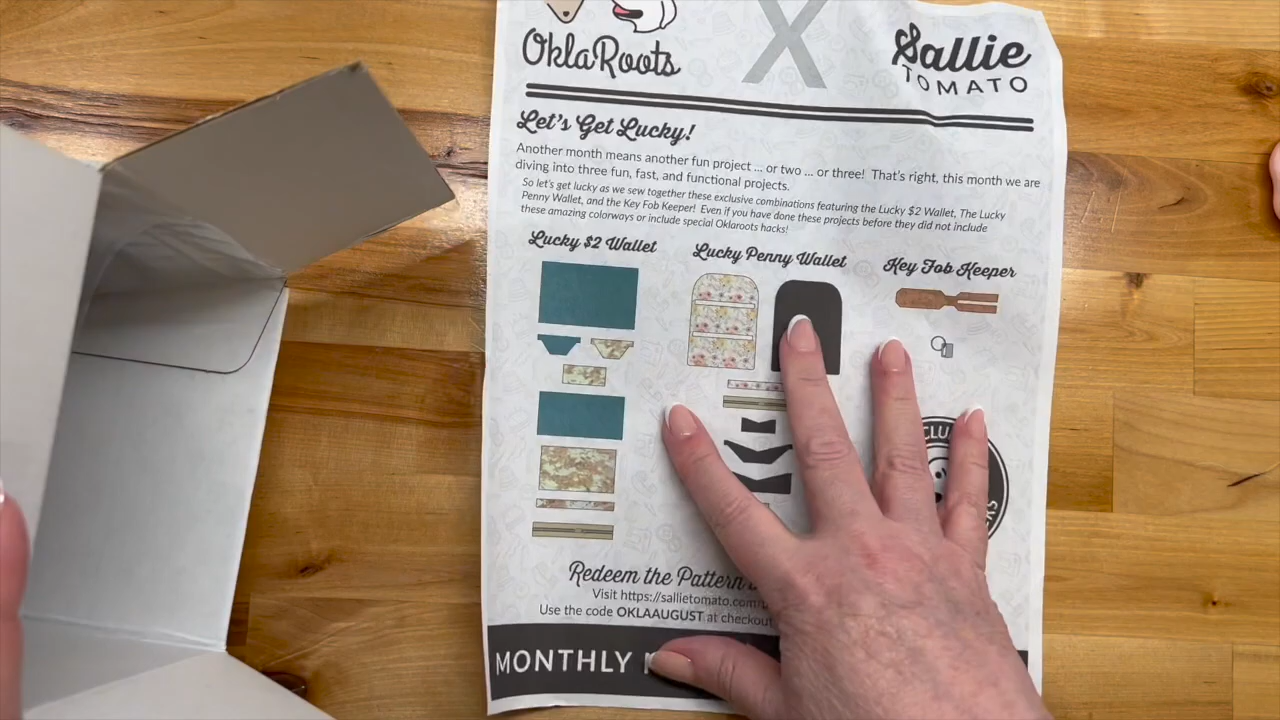 OklaRoots
X
Sallie
TOMATO
Let's Get Lucky!
Another month means another fun project ... or two ... or three! That's right, this month we are
diving into three fun, fast, and functional projects.
So let's get lucky as we sew together these exclusive combinations featuring the Lucky $2 Wallet, The Lucky
Penny Wallet, and the Key Fob Keeper! Even if you have done these projects before they did not include
these amazing colorways or include special Oklaroots hacks!
Lucky $2 Wallet
Lucky Penny Wallet
Key Fob Keeper
Redeem the Pattern
Visit https://sallietomato.com
Use the code OKLAAUGUST at checkout
MONTHLY